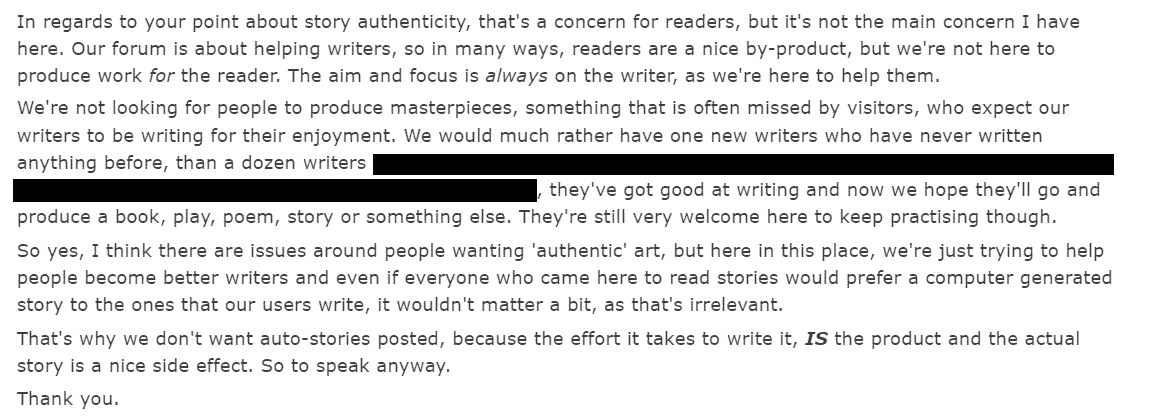 In regards to your point about story authenticity, that's a concern for readers, but it's not the main concern I have
here. Our forum is about helping writers, so in many ways, readers are a nice by-product, but we're not here to
produce work for the reader. The aim and focus is always on the writer, as we're here to help them.
We're not looking for people to produce masterpieces, something that is often missed by visitors, who expect our
writers to be writing for their enjoyment. We would much rather have one new writers who have never written
anything before, than a dozen writers
, they've got good at writing and now we hope they'll go and
produce a book, play, poem, story or something else. They're still very welcome here to keep practising though.
So yes, I think there are issues around people wanting 'authentic' art, but here in this place, we're just trying to help
people become better writers and even if everyone who came here to read stories would prefer a computer generated
story to the ones that our users write, it wouldn't matter a bit, as that's irrelevant.
That's why we don't want auto-stories posted, because the effort it takes to write it, IS the product and the actual
story is a nice side effect. So to speak anyway.
Thank you.